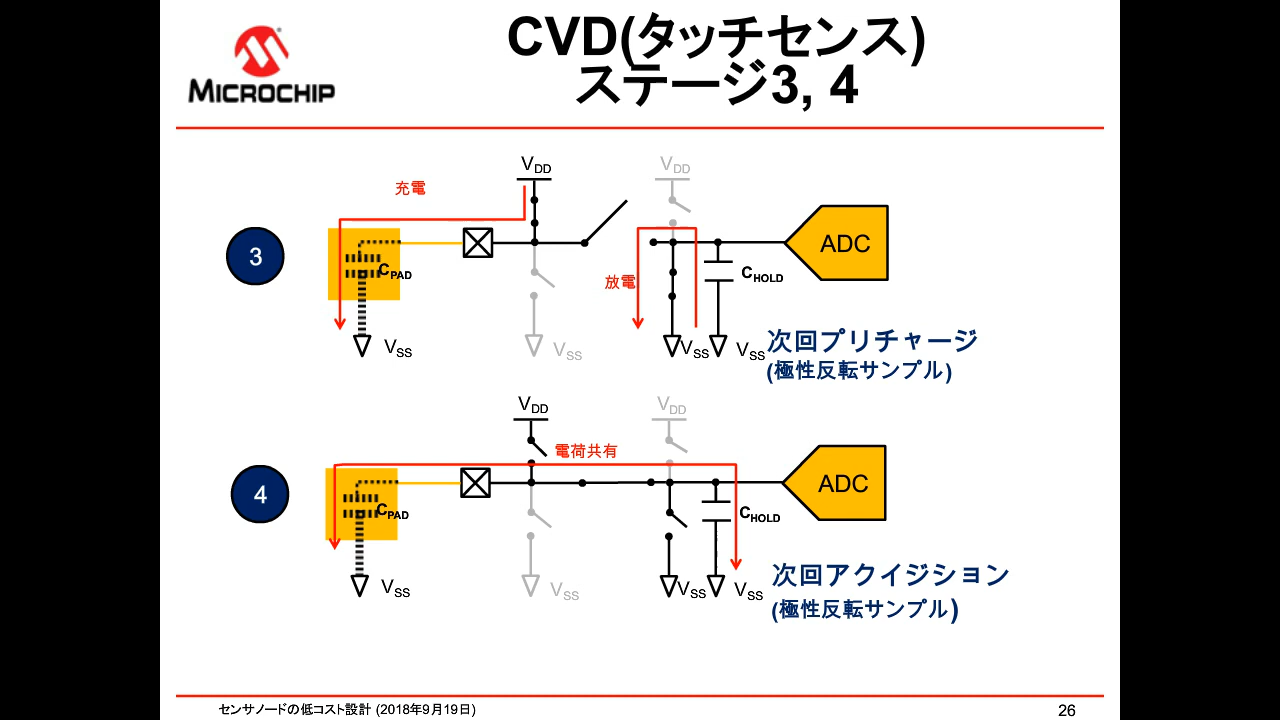 MICROCHIP
CVD(タッチセンス)
ステージ3, 4
VDD
VDD
充電
3
ADC
CPAD
CHOLD
放電
VSS
VSS
VSS
VSS
次回プリチャージ
(極性反転サンプル)
VDD
VDD
電荷共有
4
ADC
CPAD
CHOLD
VSS
VSS
VSS
VSS
次回アクイジション
(極性反転サンプル)
センサノードの低コスト設計 (2018年9月19日)
26